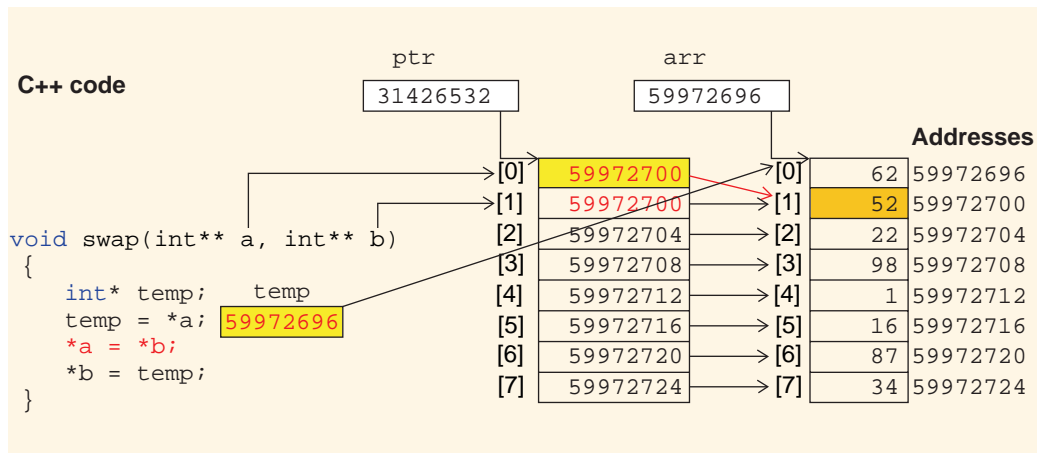 ptr arr
C++ code
31426532 59972696
Addresses
[0] 59972700 [0] 62 59972696
[1] 59972700 [1] 52 59972700
void swap(int** a, int** b) [2] 59972704 [2] 22 59972704
{ [3] 59972708 [3] 98 59972708
int* temp; temp [4] 59972712 [4] 1 59972712
temp = *a; 59972696 [5] 59972716 [5] 16 59972716
*a = *b; [6] 59972720 [6] 87 59972720
*b = temp; [7] 59972724 [7] 34 59972724
}